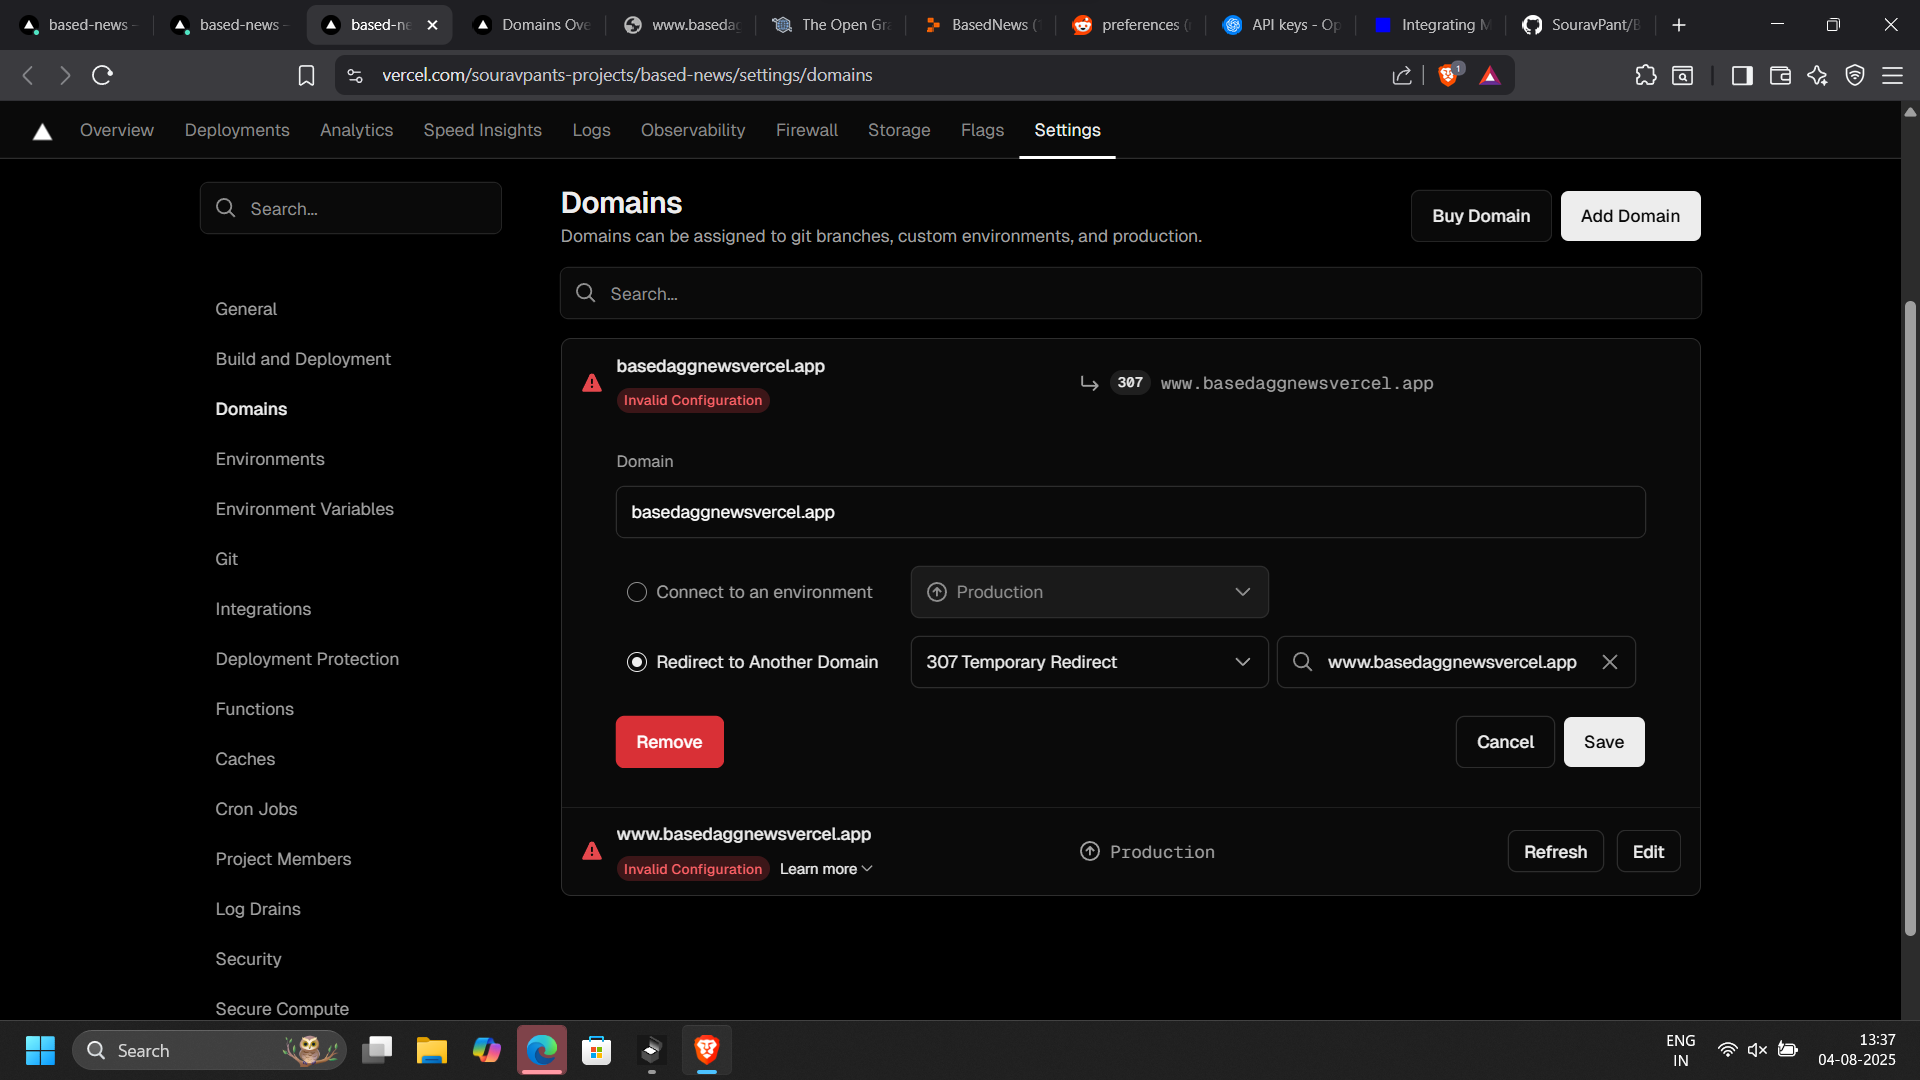 based-news
based-news
based-ne
Domains Ove
www.basedag
The Open Gra
BasedNews (
preferences (
API keys - Op
Integrating M
SouravPant/B
vercel.com/souravpants-projects/based-news/settings/domains
1
Overview
Deployments
Analytics
Speed Insights
Logs
Observability
Firewall
Storage
Flags
Settings
Search...
General
Build and Deployment
Domains
Environments
Environment Variables
Git
Integrations
Deployment Protection
Functions
Caches
Cron Jobs
Project Members
Log Drains
Security
Secure Compute
Domains
Domains can be assigned to git branches, custom environments, and production.
Buy Domain
Add Domain
Search...
basedaggnewsvercel.app
Invalid Configuration
307 www.basedaggnewsvercel.app
Domain
basedaggnewsvercel.app
Connect to an environment
Production
Redirect to Another Domain
307 Temporary Redirect
www.basedaggnewsvercel.app
Remove
Cancel
Save
www.basedaggnewsvercel.app
Invalid Configuration
Learn more
Production
Refresh
Edit
Search
ENG
IN
13:37
04-08-2025